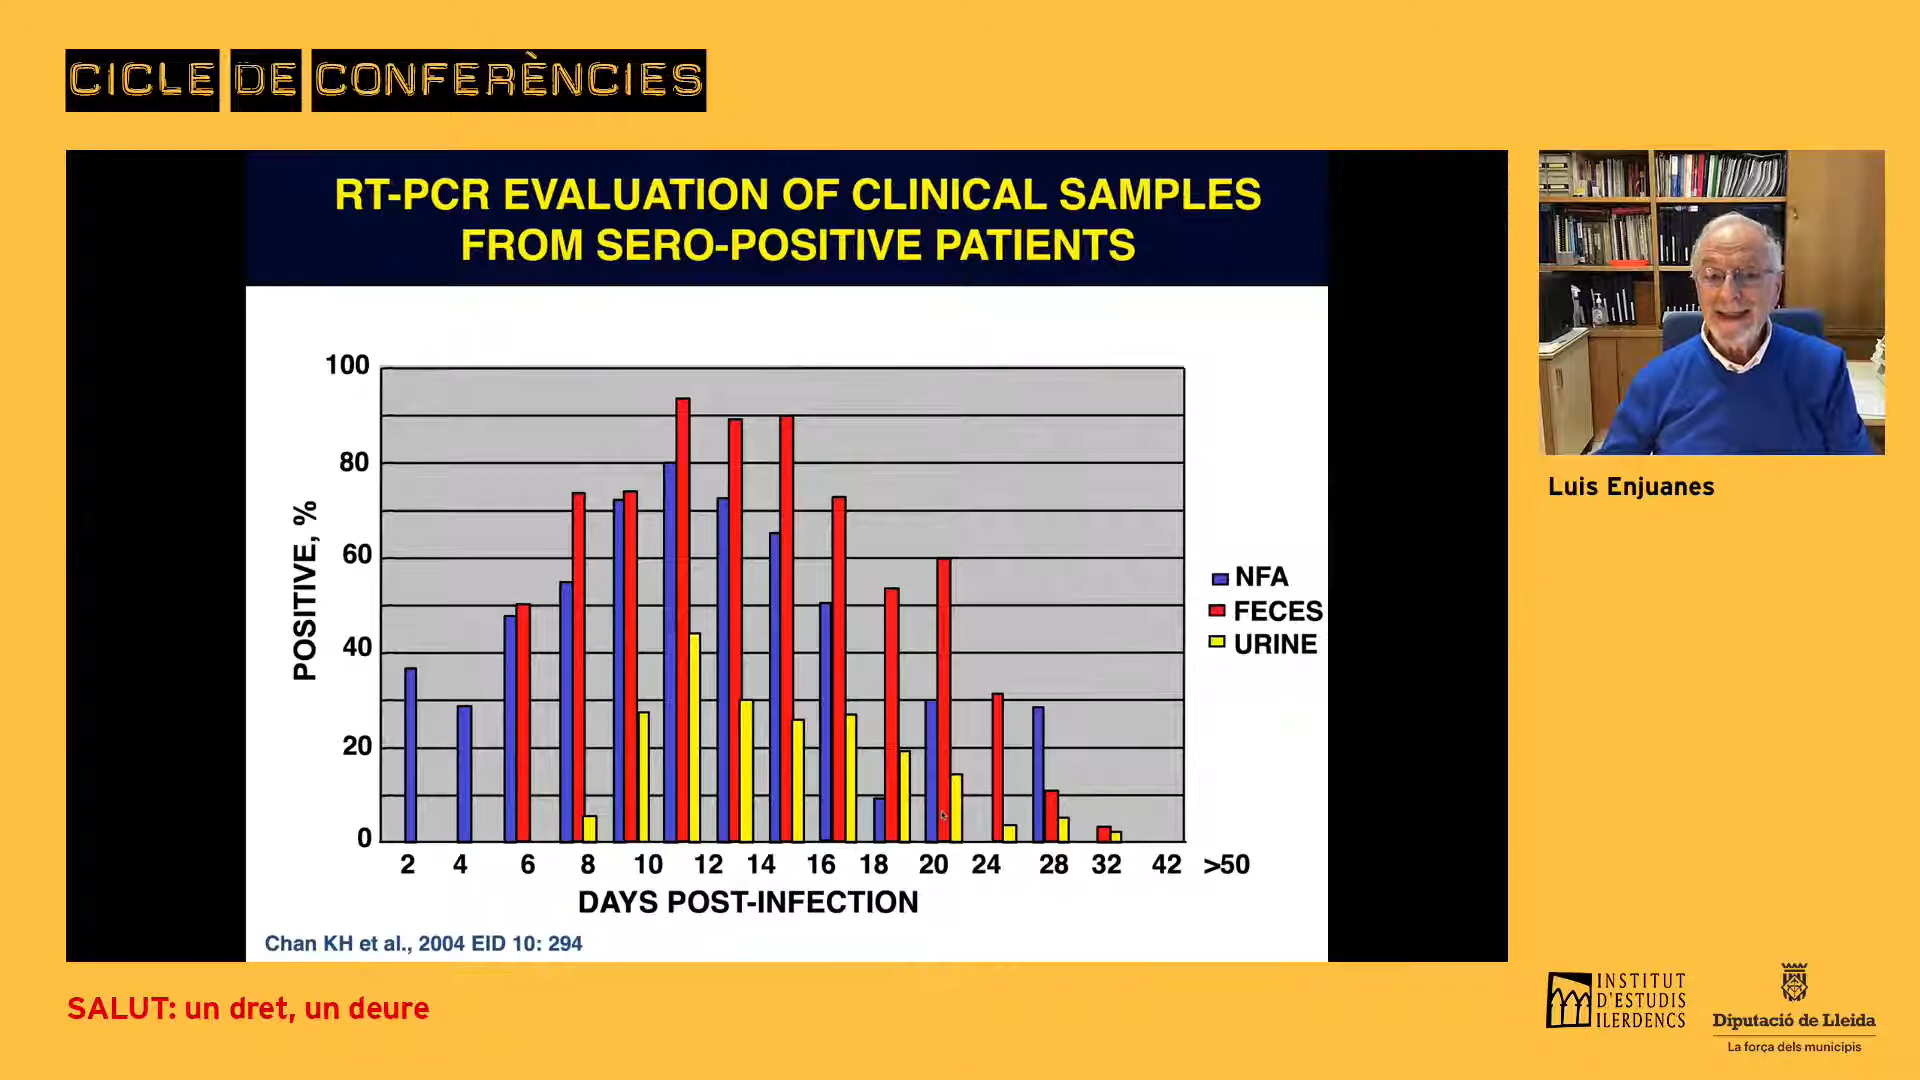 CICLE DE CONFERÈNCIES
RT-PCR EVALUATION OF CLINICAL SAMPLES
FROM SERO-POSITIVE PATIENTS
100
80
60
40
20
0
POSITIVE, %
2 4 6 8 10 12 14 16 18 20 24 28 32 42 >50
DAYS POST-INFECTION
NFA
FECES
URINE
Chan KH et al., 2004 EID 10: 294
Luis Enjuanes
SALUT: un dret, un deure
INSTITUT
D'ESTUDIS
ILERDENCS
Diputació de Lleida
La força dels municipis